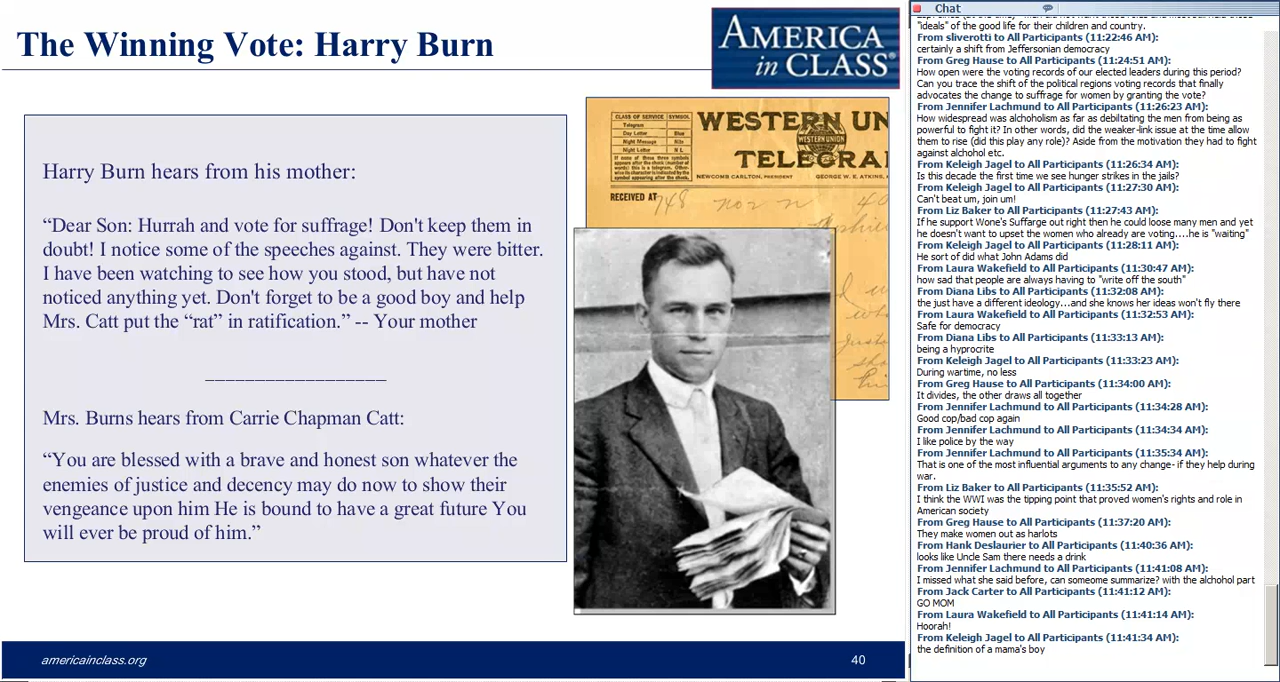 The Winning Vote: Harry Burn
AMERICA
in CLASS®
Harry Burn hears from his mother:
“Dear Son: Hurrah and vote for suffrage! Don't keep them in
doubt! I notice some of the speeches against. They were bitter.
I have been watching to see how you stood, but have not
noticed anything yet. Don't forget to be a good boy and help
Mrs. Catt put the “rat” in ratification.” -- Your mother
__________________
Mrs. Burns hears from Carrie Chapman Catt:
“You are blessed with a brave and honest son whatever the
enemies of justice and decency may do now to show their
vengeance upon him He is bound to have a great future You
will ever be proud of him.”
CLASS OF SERVICE SYMBOL
Telegram
Day Letter Blue
Night Message Nite
Night Letter N L
WESTERN UN
WESTERN UNION
TELEGRA
NEWCOMB CARLTON, PRESIDENT GEORGE W. E. ATKINS,
RECEIVED AT
americainclass.org
40
Chat
"ideals" of the good life for their children and country.
From sliverotti to All Participants (11:22:46 AM):
certainly a shift from Jeffersonian democracy
From Greg Hause to All Participants (11:24:51 AM):
How open were the voting records of our elected leaders during this period?
Can you trace the shift of the political regions voting records that finally
advocates the change to suffrage for women by granting the vote?
From Jennifer Lachmund to All Participants (11:26:23 AM):
How widespread was alchoholism as far as debiltating the men from being as
powerful to fight it? In other words, did the weaker-link issue at the time allow
them to rise (did this play any role)? Aside from the motivation they had to fight
against alchohol etc.
From Keleigh Jagel to All Participants (11:26:34 AM):
Is this decade the first time we see hunger strikes in the jails?
From Keleigh Jagel to All Participants (11:27:30 AM):
Can't beat um, join um!
From Liz Baker to All Participants (11:27:43 AM):
If he support Wone's Suffarge out right then he could loose many men and yet
he doesn't want to upset the women who already are voting....he is "waiting"
From Keleigh Jagel to All Participants (11:28:11 AM):
He sort of did what John Adams did
From Laura Wakefield to All Participants (11:30:47 AM):
how sad that people are always having to "write off the south"
From Diana Libs to All Participants (11:32:08 AM):
the just have a different ideology...and she knows her ideas won't fly there
From Laura Wakefield to All Participants (11:32:53 AM):
Safe for democracy
From Diana Libs to All Participants (11:33:13 AM):
being a hyprocrite
From Keleigh Jagel to All Participants (11:33:23 AM):
During wartime, no less
From Greg Hause to All Participants (11:34:00 AM):
It divides, the other draws all together
From Jennifer Lachmund to All Participants (11:34:28 AM):
Good cop/bad cop again
From Jennifer Lachmund to All Participants (11:34:34 AM):
I like police by the way
From Jennifer Lachmund to All Participants (11:35:34 AM):
That is one of the most influential arguments to any change- if they help during
war.
From Liz Baker to All Participants (11:35:52 AM):
I think the WWI was the tipping point that proved women's rights and role in
American society
From Greg Hause to All Participants (11:37:20 AM):
They make women out as harlots
From Hank Deslaurier to All Participants (11:40:36 AM):
looks like Uncle Sam there needs a drink
From Jennifer Lachmund to All Participants (11:41:08 AM):
I missed what she said before, can someone summarize? with the alchohol part
From Jack Carter to All Participants (11:41:12 AM):
GO MOM
From Laura Wakefield to All Participants (11:41:14 AM):
Hoorah!
From Keleigh Jagel to All Participants (11:41:34 AM):
the definition of a mama's boy